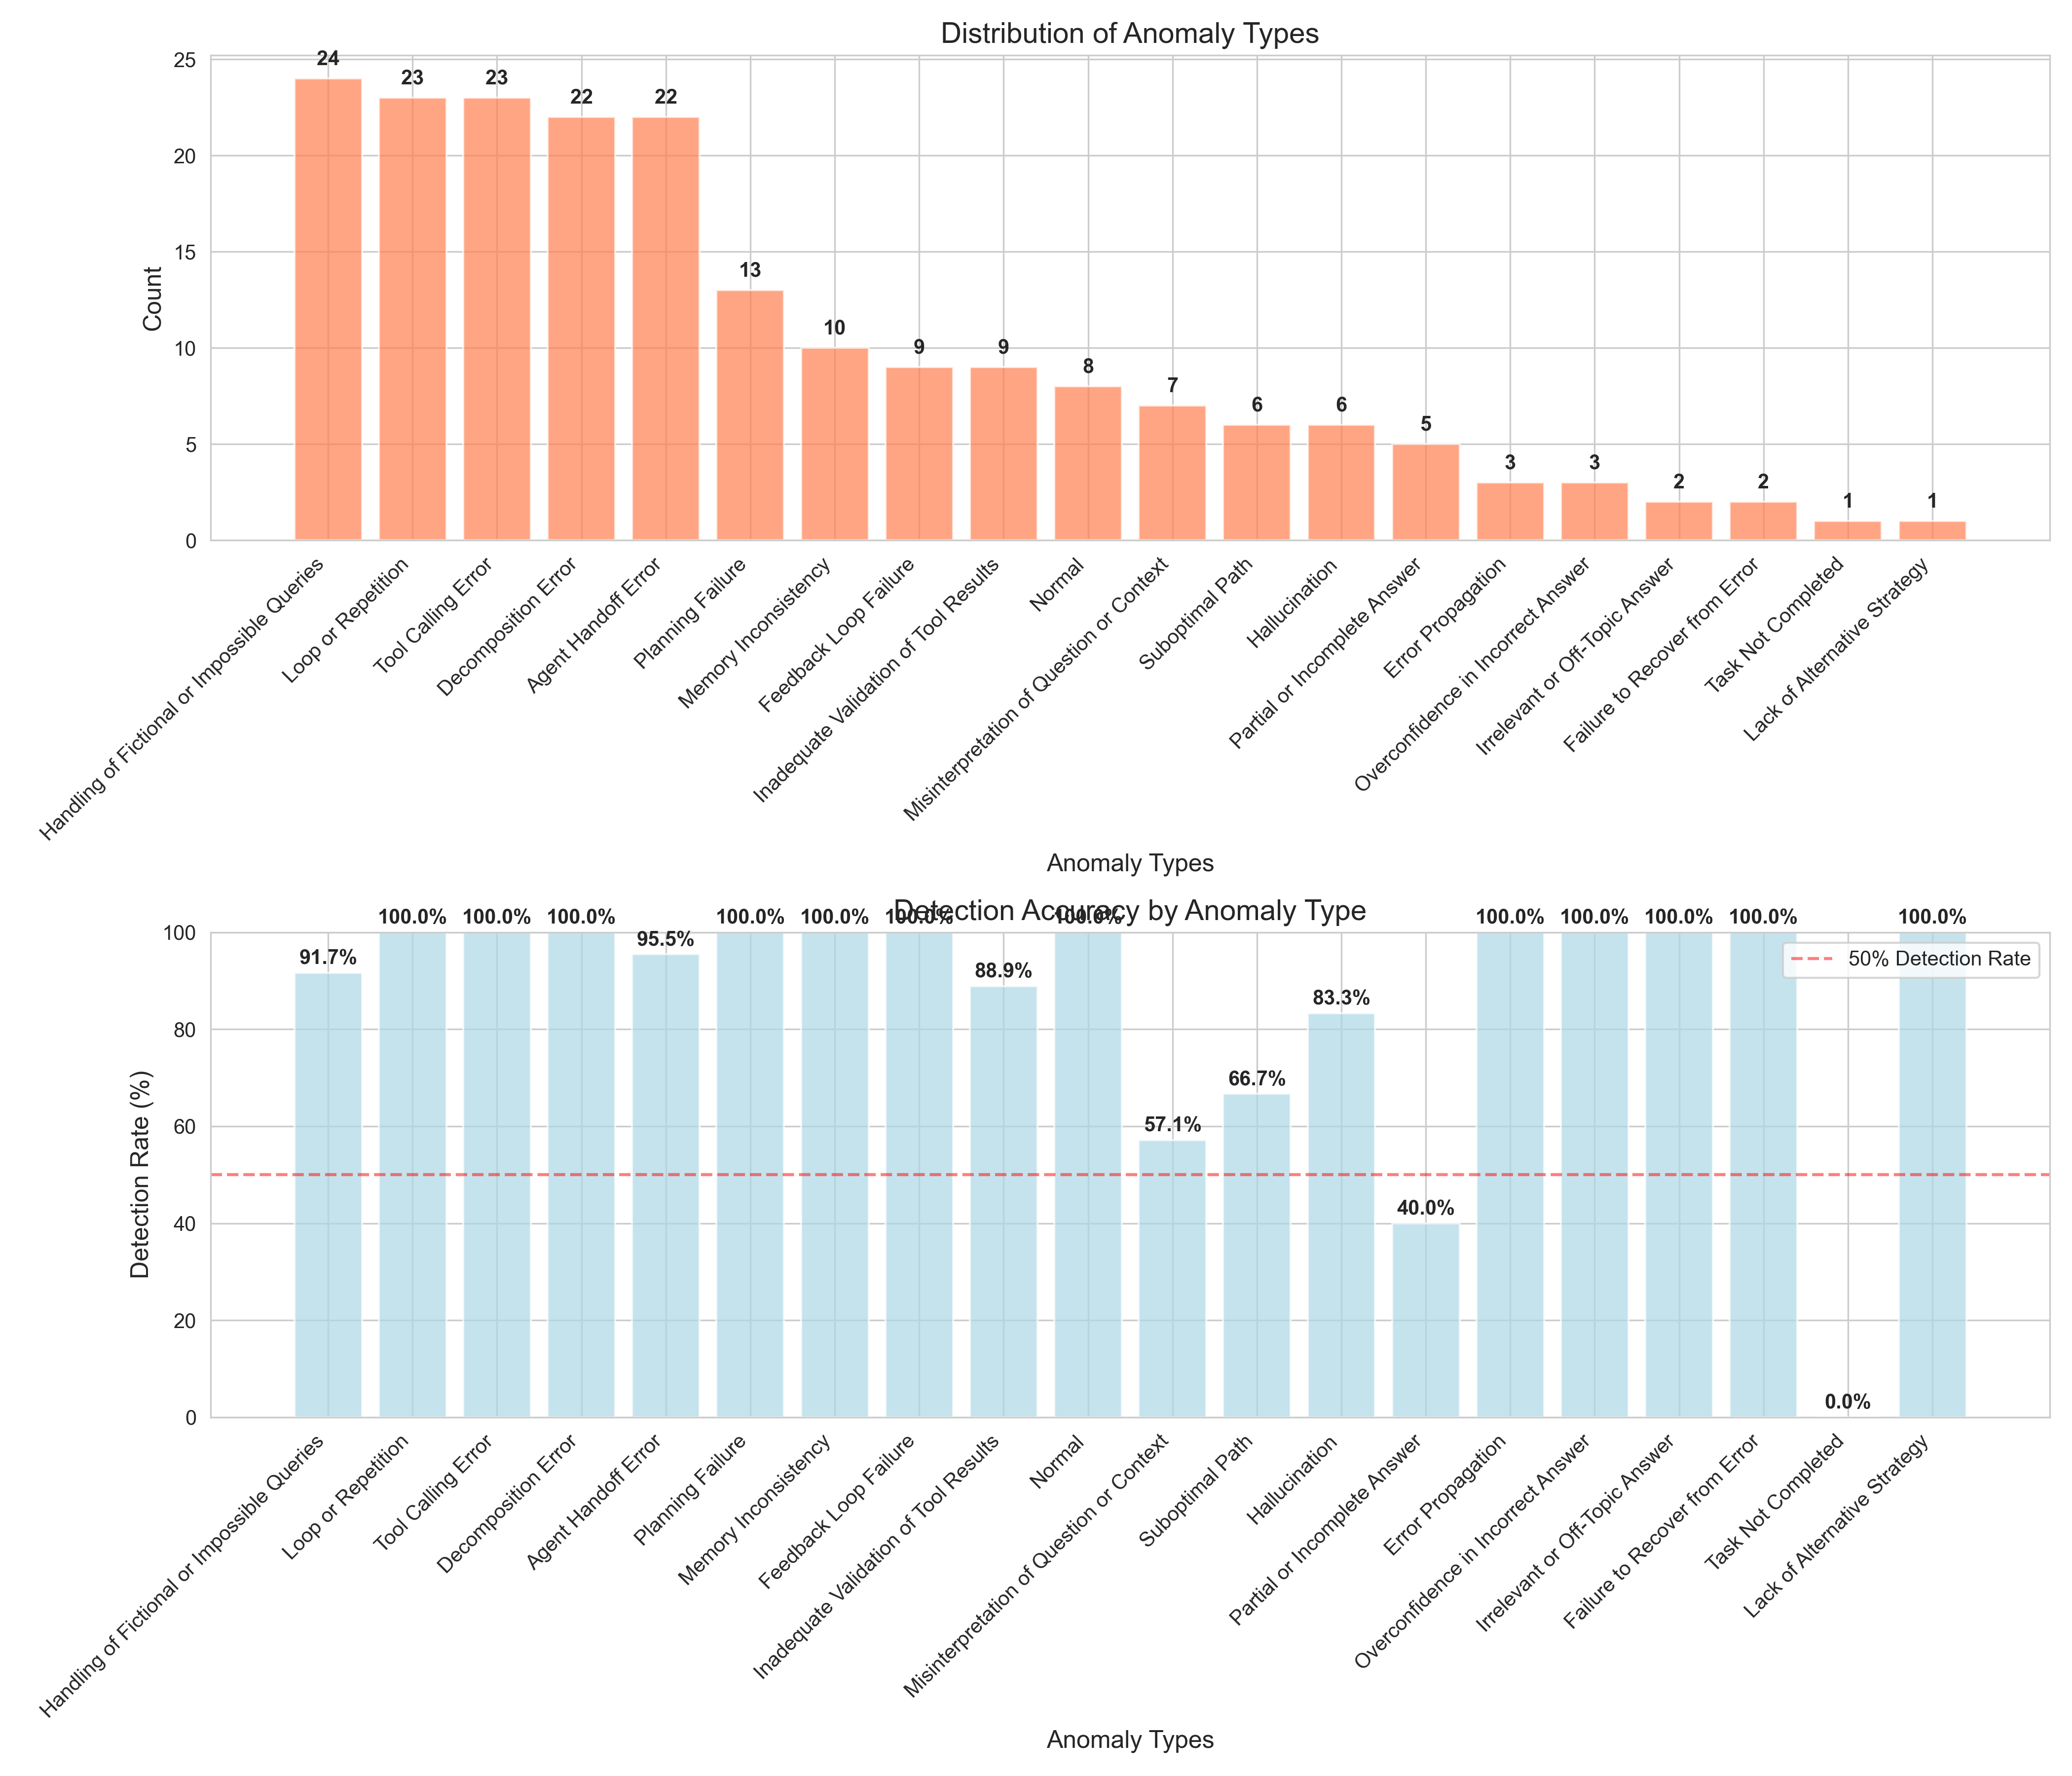 Distribution of Anomaly Types
Count
25
20
15
10
5
0
24
23
23
22
22
13
10
9
9
8
7
6
6
5
3
3
2
2
1
1
Handling of Fictional or Impossible Queries
Loop or Repetition
Tool Calling Error
Decomposition Error
Agent Handoff Error
Planning Failure
Memory Inconsistency
Feedback Loop Failure
Inadequate Validation of Tool Results
Normal
Misinterpretation of Question or Context
Suboptimal Path
Hallucination
Partial or Incomplete Answer
Error Propagation
Overconfidence in Incorrect Answer
Irrelevant or Off-Topic Answer
Failure to Recover from Error
Task Not Completed
Lack of Alternative Strategy
Anomaly Types
Detection Accuracy by Anomaly Type
Detection Rate (%)
100
80
60
40
20
0
91.7%
100.0%
100.0%
100.0%
95.5%
100.0%
100.0%
100.0%
88.9%
100.0%
57.1%
66.7%
83.3%
40.0%
100.0%
100.0%
100.0%
100.0%
0.0%
100.0%
50% Detection Rate
Handling of Fictional or Impossible Queries
Loop or Repetition
Tool Calling Error
Decomposition Error
Agent Handoff Error
Planning Failure
Memory Inconsistency
Feedback Loop Failure
Inadequate Validation of Tool Results
Normal
Misinterpretation of Question or Context
Suboptimal Path
Hallucination
Partial or Incomplete Answer
Error Propagation
Overconfidence in Incorrect Answer
Irrelevant or Off-Topic Answer
Failure to Recover from Error
Task Not Completed
Lack of Alternative Strategy
Anomaly Types